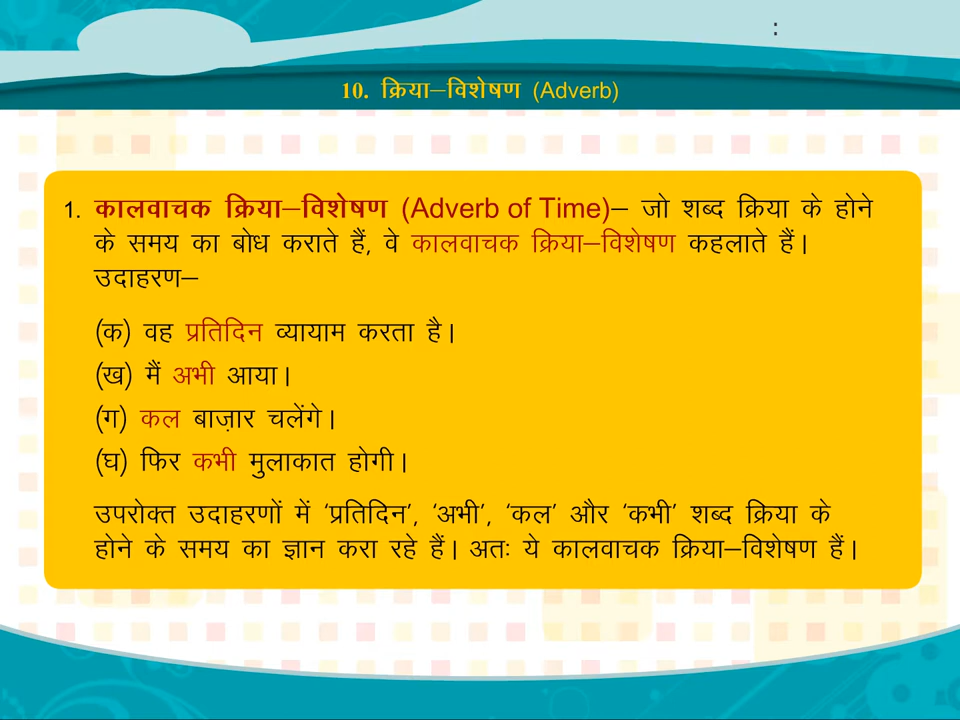 :
10. क्रिया–विशेषण (Adverb)
1. कालवाचक क्रिया–विशेषण (Adverb of Time)– जो शब्द क्रिया के होने
के समय का बोध कराते हैं, वे कालवाचक क्रिया–विशेषण कहलाते हैं।
उदाहरण–
(क) वह प्रतिदिन व्यायाम करता है।
(ख) मैं अभी आया।
(ग) कल बाज़ार चलेंगे।
(घ) फिर कभी मुलाकात होगी।
उपरोक्त उदाहरणों में ‘प्रतिदिन’, ‘अभी’, ‘कल’ और ‘कभी’ शब्द क्रिया के
होने के समय का ज्ञान करा रहे हैं। अतः ये कालवाचक क्रिया–विशेषण हैं।